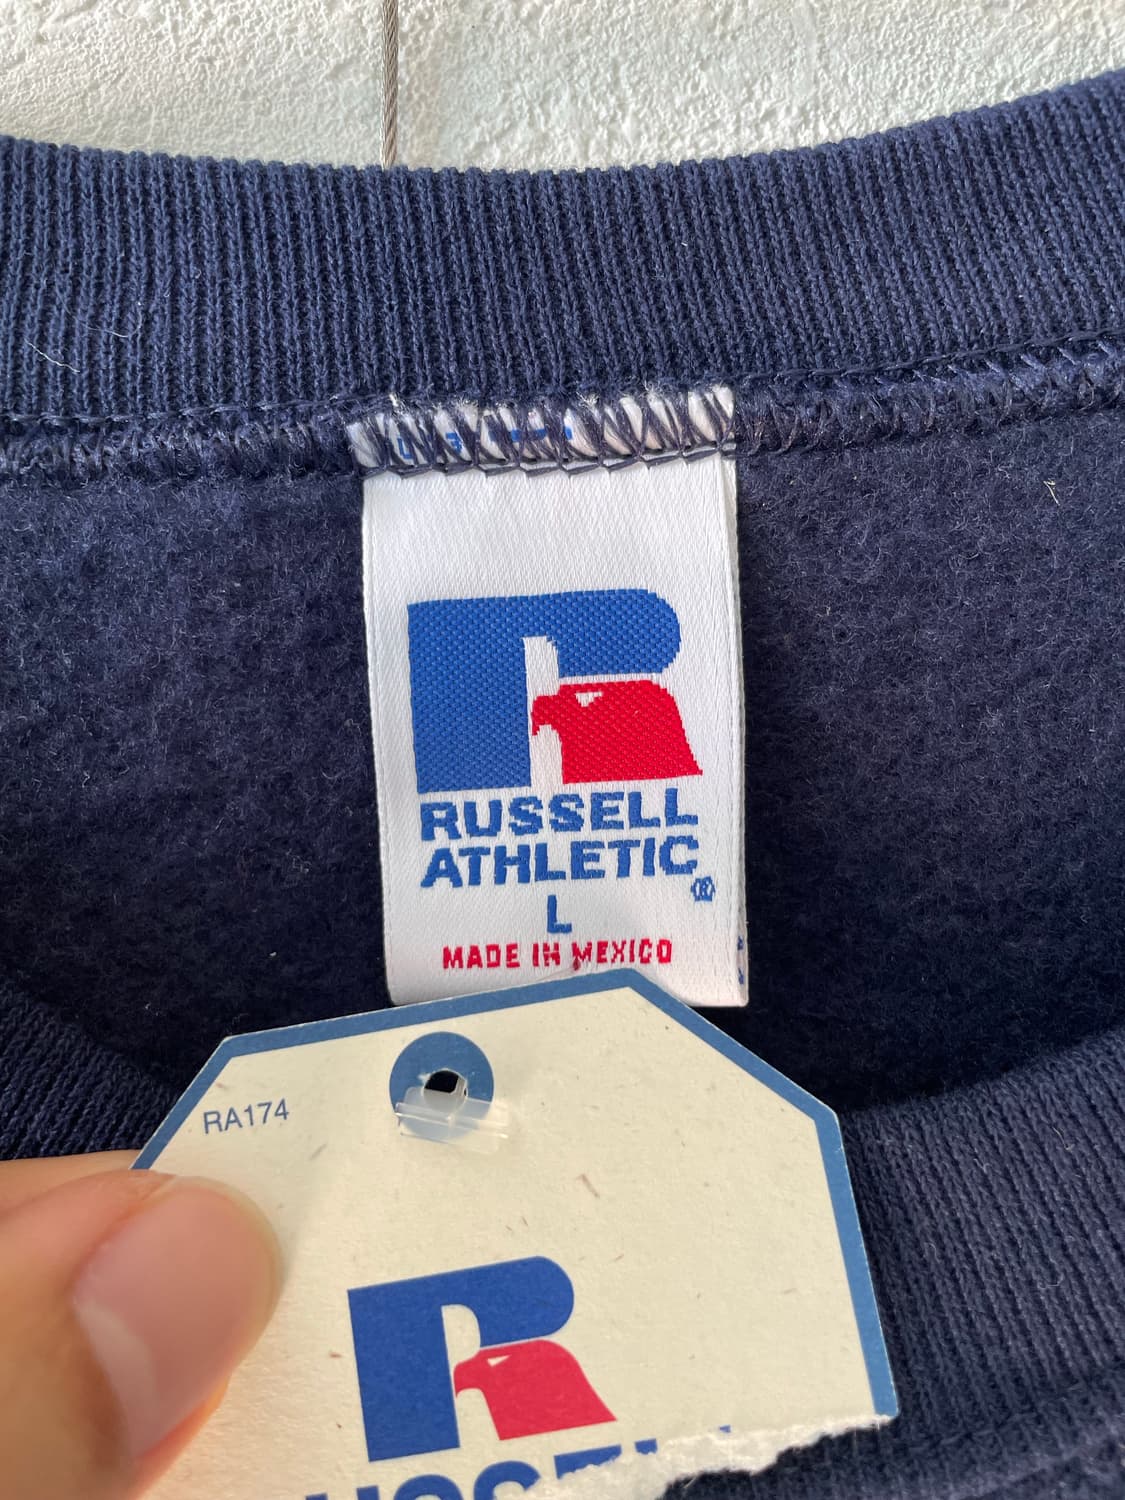 RUSSELL
ATHLETIC
®
L
MADE IN MEXICO
RA174